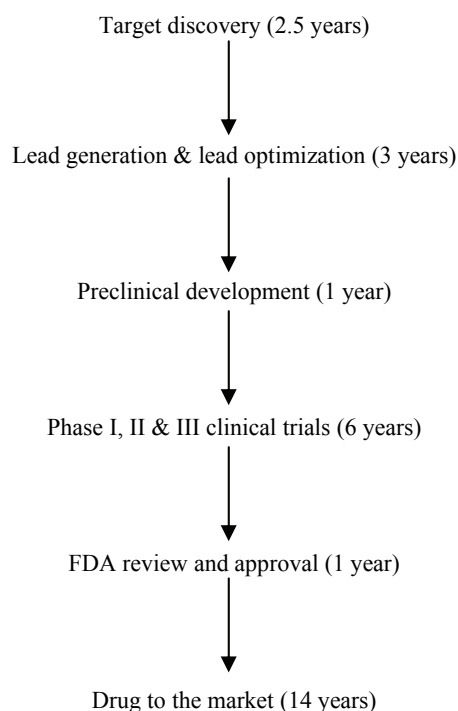 Target discovery (2.5 years)
Lead generation & lead optimization (3 years)
Preclinical development (1 year)
Phase I, II & III clinical trials (6 years)
FDA review and approval (1 year)
Drug to the market (14 years)